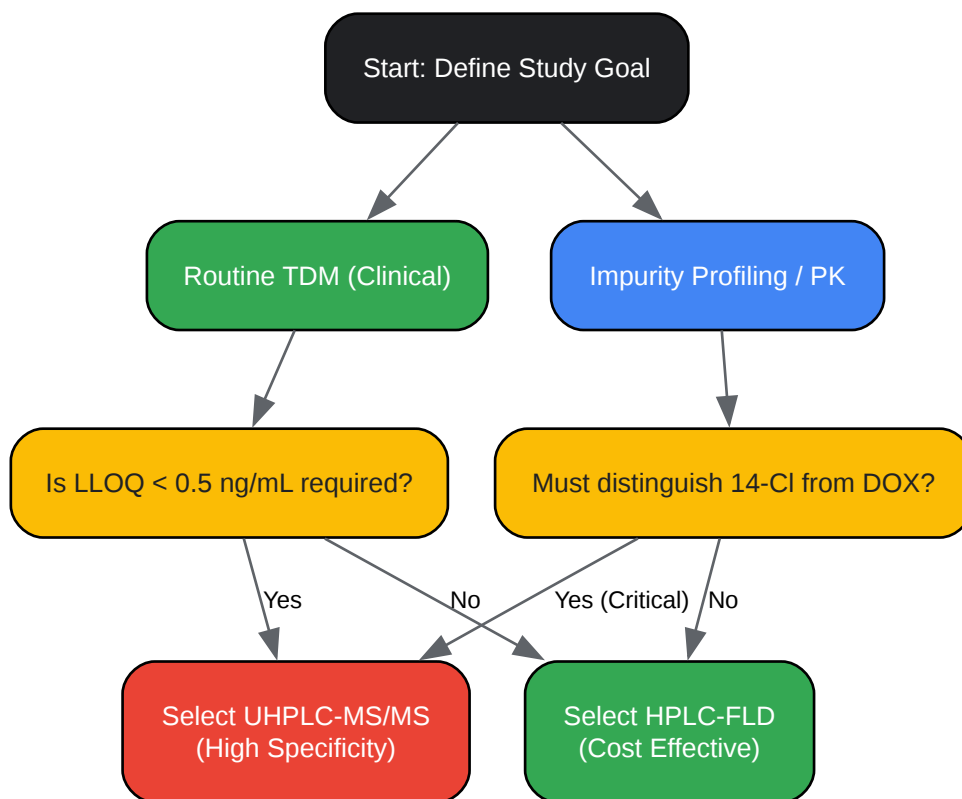 Start: Define Study Goal
Routine TDM (Clinical)
Impurity Profiling / PK
Is LLOQ < 0.5 ng/mL required?
Must distinguish 14-Cl from DOX?
Yes
No
Yes (Critical)
No
Select UHPLC-MS/MS
(High Specificity)
Select HPLC-FLD
(Cost Effective)